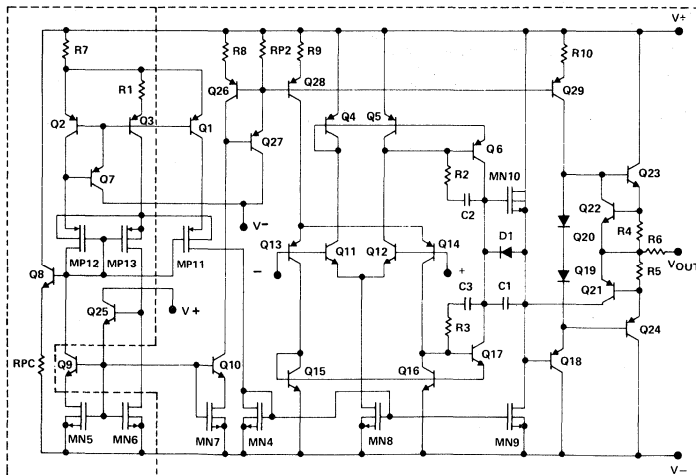 V+
R7
R8
RP2
R9
R10
R1
Q26
Q28
Q29
Q2
Q3
Q1
Q4
Q5
Q27
Q6
Q23
Q7
R2
MN10
Q22
R4
V-
C2
Q20
R6
MP12
MP13
MP11
Q13
Q11
Q12
Q14
D1
VOUT
Q8
-
+
Q19
R5
Q25
V+
C3
C1
Q21
R3
Q24
RPC
Q9
Q10
Q17
Q18
Q15
Q16
MN5
MN6
MN7
MN4
MN8
MN9
V-